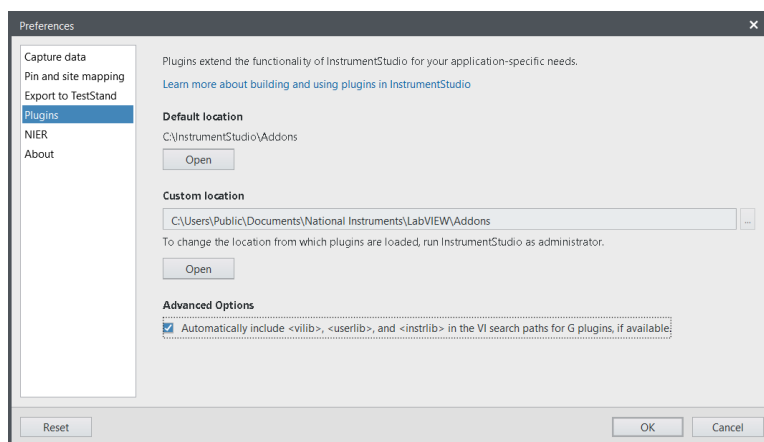 Preferences
Capture data
Pin and site mapping
Export to TestStand
Plugins
NIER
About
Plugins extend the functionality of InstrumentStudio for your application-specific needs.
Learn more about building and using plugins in InstrumentStudio
Default location
C:\InstrumentStudio\Addons
Open
Custom location
C:\Users\Public\Documents\National Instruments\LabVIEW\Addons
...
To change the location from which plugins are loaded, run InstrumentStudio as administrator.
Open
Advanced Options
Automatically include <vilib>, <userlib>, and <instrlib> in the VI search paths for G plugins, if available.
Reset
OK
Cancel